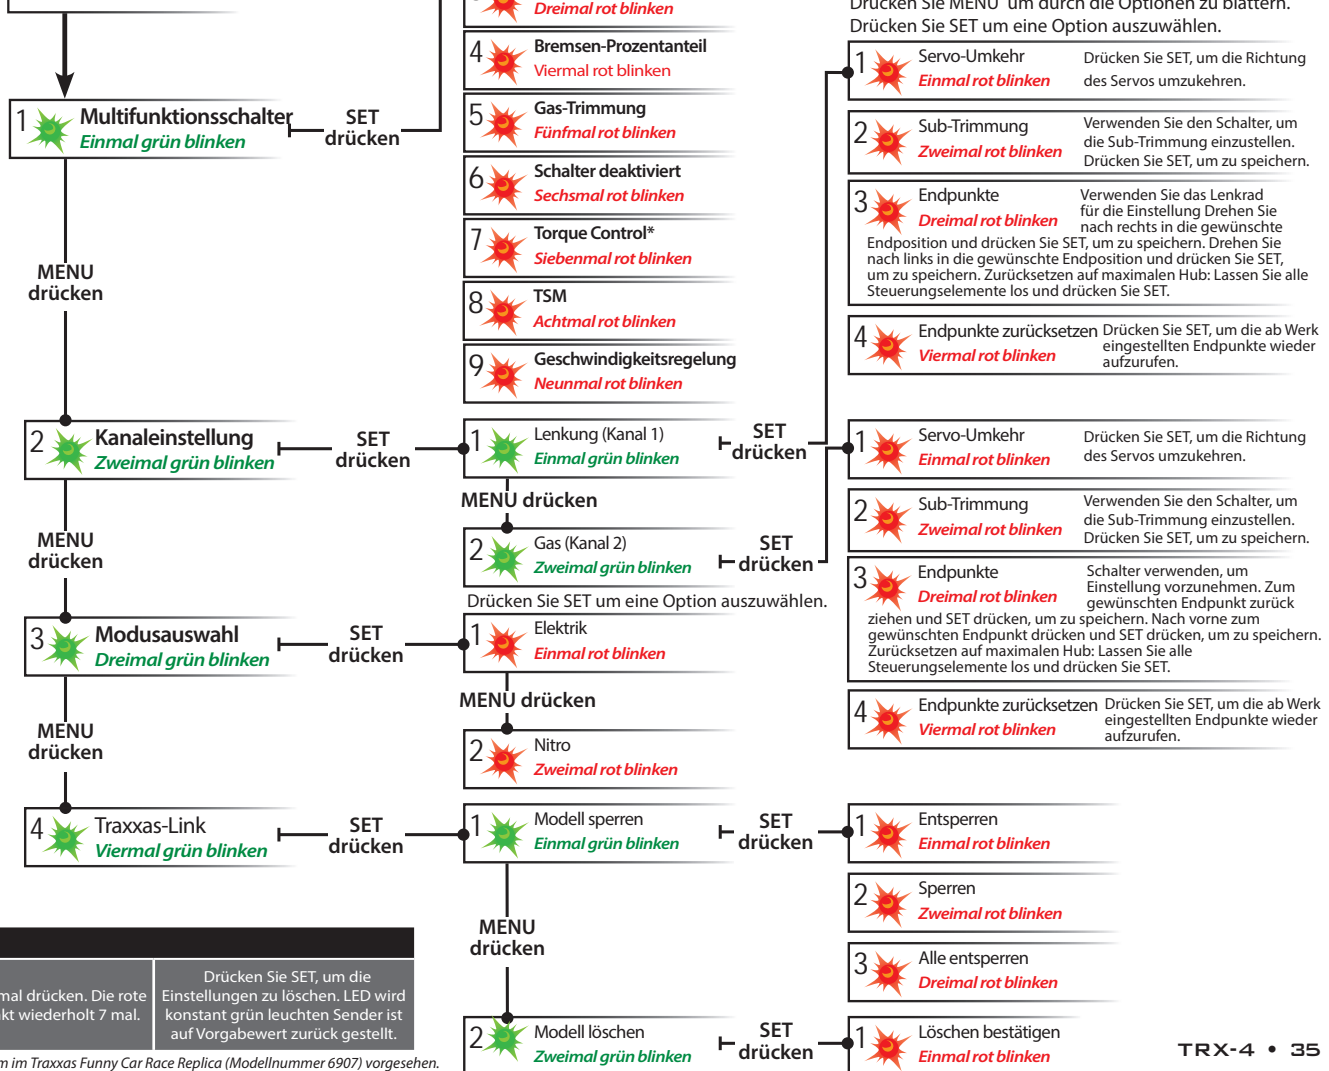 1 Multifunktionsschalter
Einmal grün blinken
SET
drücken
MENU
drücken
2 Kanaleinstellung
Zweimal grün blinken
SET
drücken
MENU
drücken
3 Modusauswahl
Dreimal grün blinken
SET
drücken
MENU
drücken
4 Traxxas-Link
Viermal grün blinken
SET
drücken
Dreimal rot blinken
4 Bremsen-Prozentanteil
Viermal rot blinken
5 Gas-Trimmung
Fünfmal rot blinken
6 Schalter deaktiviert
Sechsmal rot blinken
7 Torque Control*
Siebenmal rot blinken
8 TSM
Achtmal rot blinken
9 Geschwindigkeitsregelung
Neunmal rot blinken
1 Lenkung (Kanal 1)
Einmal grün blinken
SET
drücken
MENU drücken
2 Gas (Kanal 2)
Zweimal grün blinken
SET
drücken
Drücken Sie SET um eine Option auszuwählen.
1 Elektrik
Einmal rot blinken
MENU drücken
2 Nitro
Zweimal rot blinken
1 Modell sperren
Einmal grün blinken
SET
drücken
MENU
drücken
2 Modell löschen
Zweimal grün blinken
SET
drücken
Drücken Sie MENU um durch die Optionen zu blättern.
Drücken Sie SET um eine Option auszuwählen.
1 Servo-Umkehr
Einmal rot blinken
Drücken Sie SET, um die Richtung
des Servos umzukehren.
2 Sub-Trimmung
Zweimal rot blinken
Verwenden Sie den Schalter, um
die Sub-Trimmung einzustellen.
Drücken Sie SET, um zu speichern.
3 Endpunkte
Dreimal rot blinken
Verwenden Sie das Lenkrad
für die Einstellung Drehen Sie
nach rechts in die gewünschte
Endposition und drücken Sie SET, um zu speichern. Drehen Sie
nach links in die gewünschte Endposition und drücken Sie SET,
um zu speichern. Zurücksetzen auf maximalen Hub: Lassen Sie alle
Steuerungselemente los und drücken Sie SET.
4 Endpunkte zurücksetzen
Viermal rot blinken
Drücken Sie SET, um die ab Werk
eingestellten Endpunkte wieder
aufzurufen.
1 Servo-Umkehr
Einmal rot blinken
Drücken Sie SET, um die Richtung
des Servos umzukehren.
2 Sub-Trimmung
Zweimal rot blinken
Verwenden Sie den Schalter, um
die Sub-Trimmung einzustellen.
Drücken Sie SET, um zu speichern.
3 Endpunkte
Dreimal rot blinken
Schalter verwenden, um
Einstellung vorzunehmen. Zum
gewünschten Endpunkt zurück
ziehen und SET drücken, um zu speichern. Nach vorne zum
gewünschten Endpunkt drücken und SET drücken, um zu speichern.
Zurücksetzen auf maximalen Hub: Lassen Sie alle
Steuerungselemente los und drücken Sie SET.
4 Endpunkte zurücksetzen
Viermal rot blinken
Drücken Sie SET, um die ab Werk
eingestellten Endpunkte wieder
aufzurufen.
1 Entsperren
Einmal rot blinken
2 Sperren
Zweimal rot blinken
3 Alle entsperren
Dreimal rot blinken
1 Löschen bestätigen
Einmal rot blinken
mal drücken. Die rote
kt wiederholt 7 mal.
Drücken Sie SET, um die
Einstellungen zu löschen. LED wird
konstant grün leuchten Sender ist
auf Vorgabewert zurück gestellt.
m im Traxxas Funny Car Race Replica (Modellnummer 6907) vorgesehen.
TRX-4 • 35